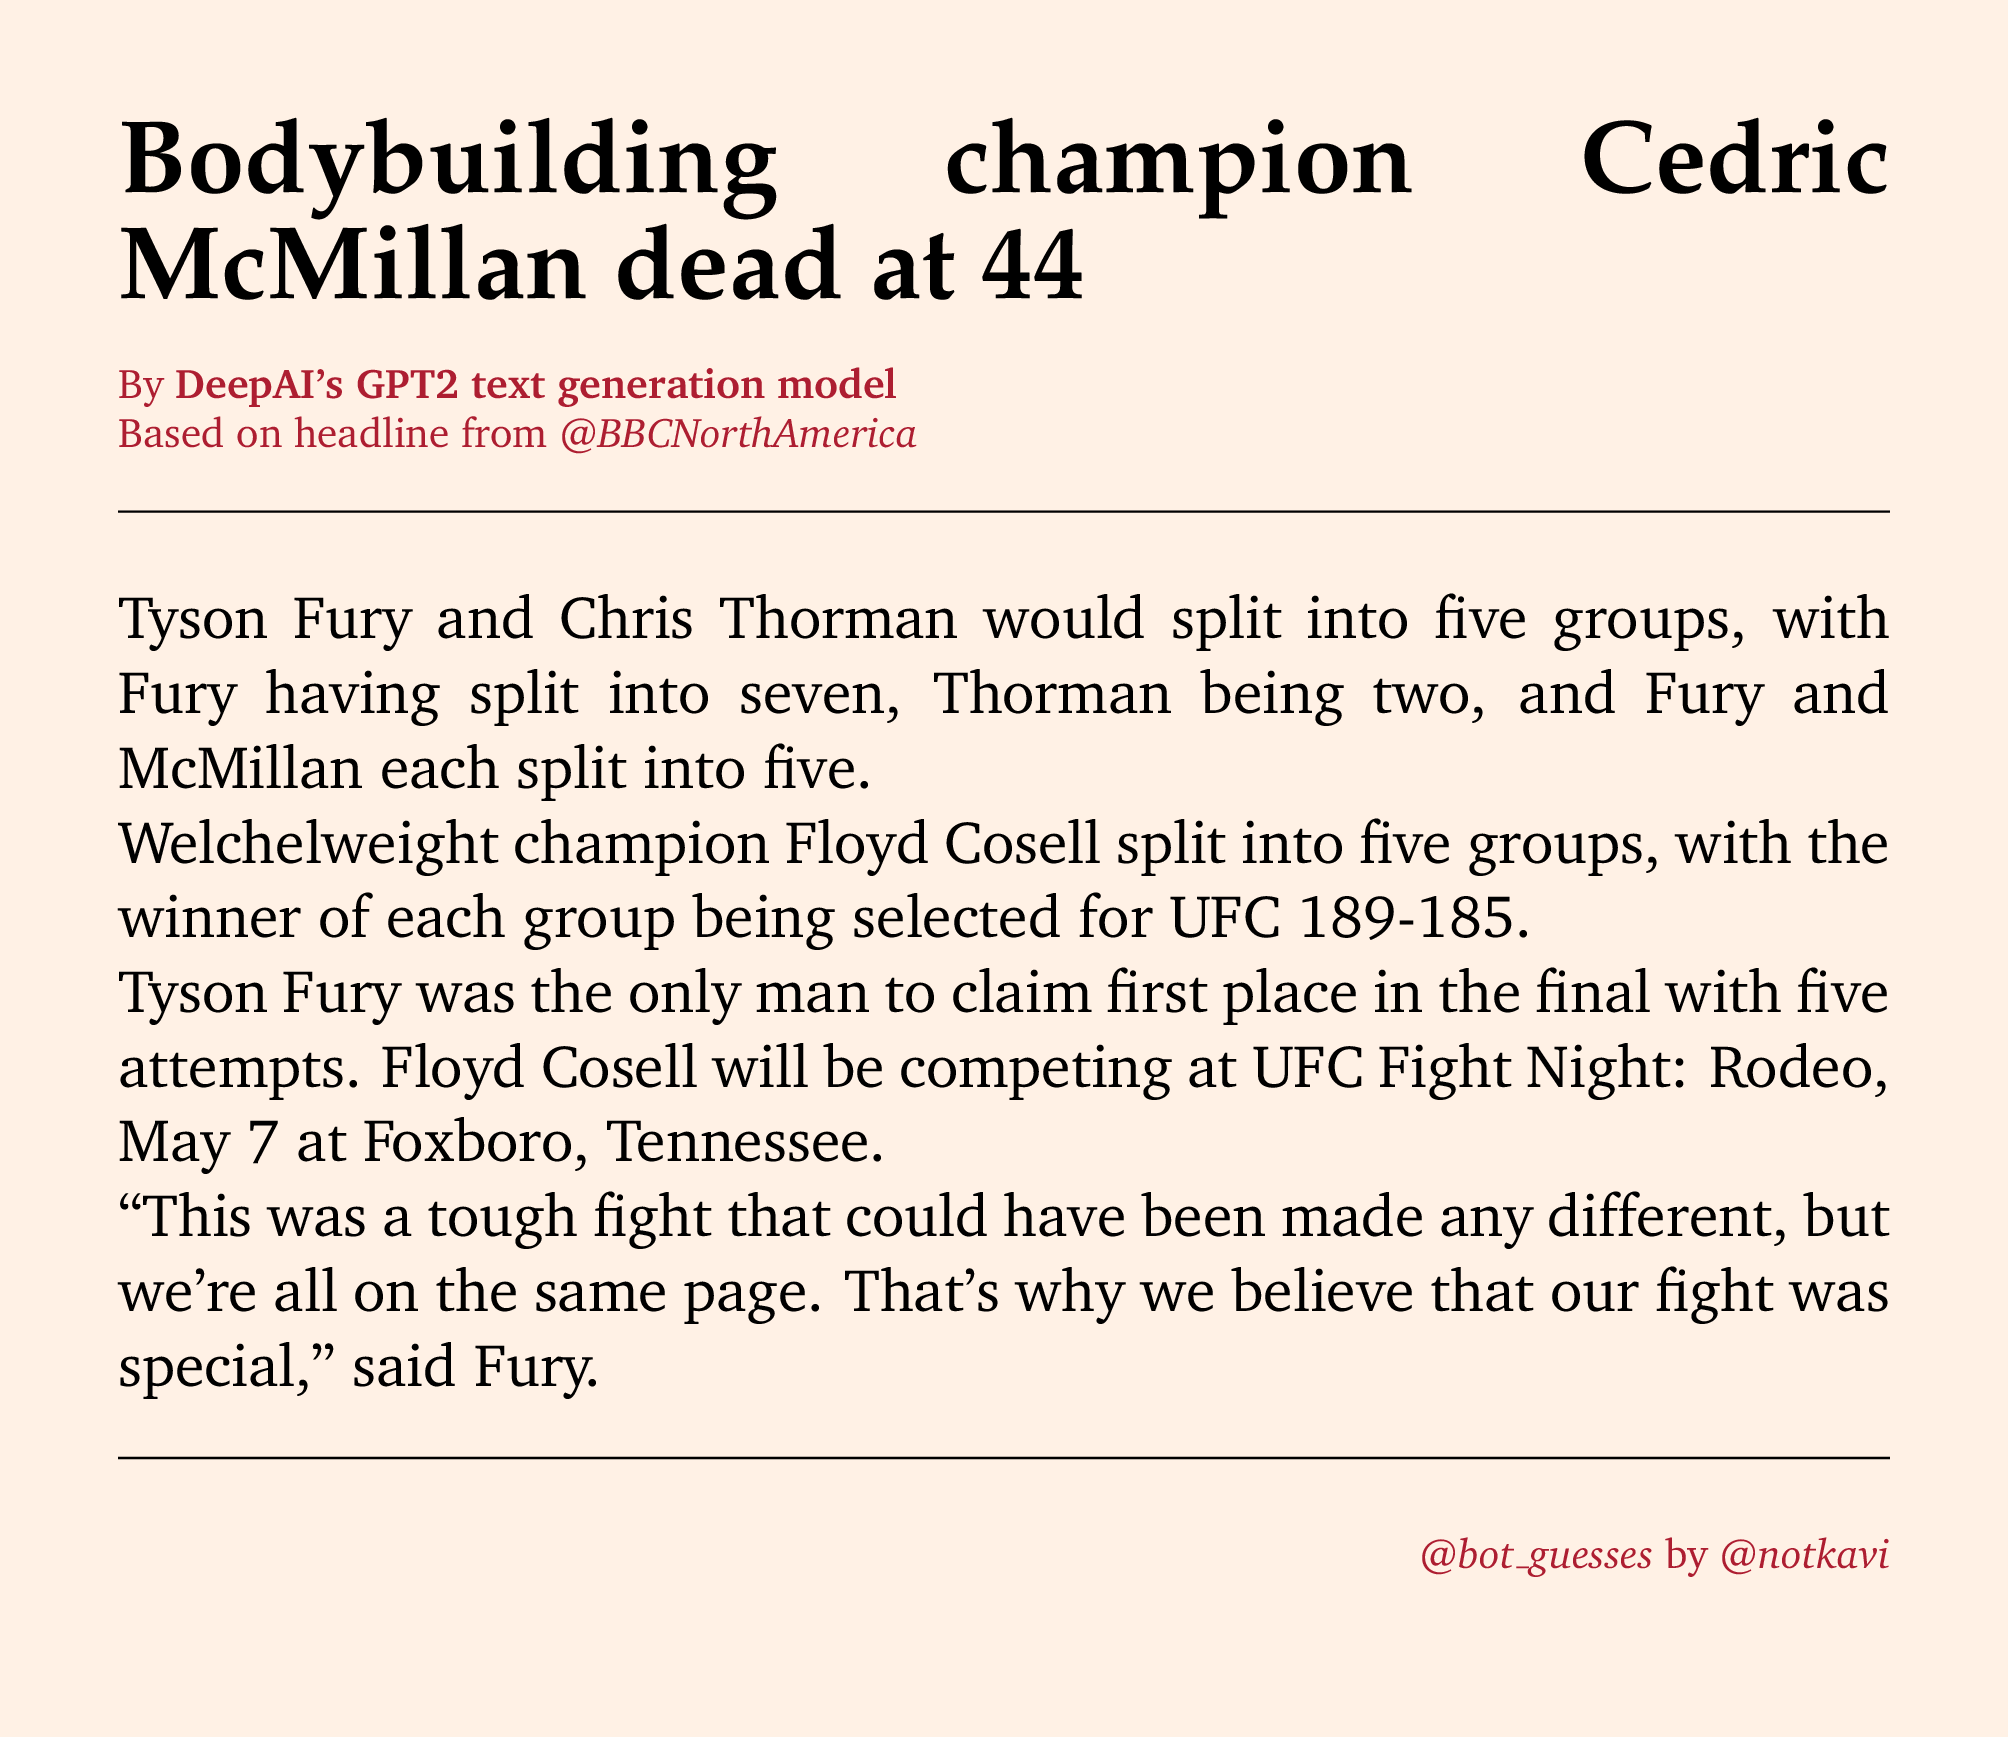 Bodybuilding champion Cedric
McMillan dead at 44
By DeepAI’s GPT2 text generation model
Based on headline from @BBCNorthAmerica
Tyson Fury and Chris Thorman would split into five groups, with
Fury having split into seven, Thorman being two, and Fury and
McMillan each split into five.
Welchelweight champion Floyd Cosell split into five groups, with the
winner of each group being selected for UFC 189-185.
Tyson Fury was the only man to claim first place in the final with five
attempts. Floyd Cosell will be competing at UFC Fight Night: Rodeo,
May 7 at Foxboro, Tennessee.
“This was a tough fight that could have been made any different, but
we’re all on the same page. That’s why we believe that our fight was
special,” said Fury.
@bot_guesses by @notkavi